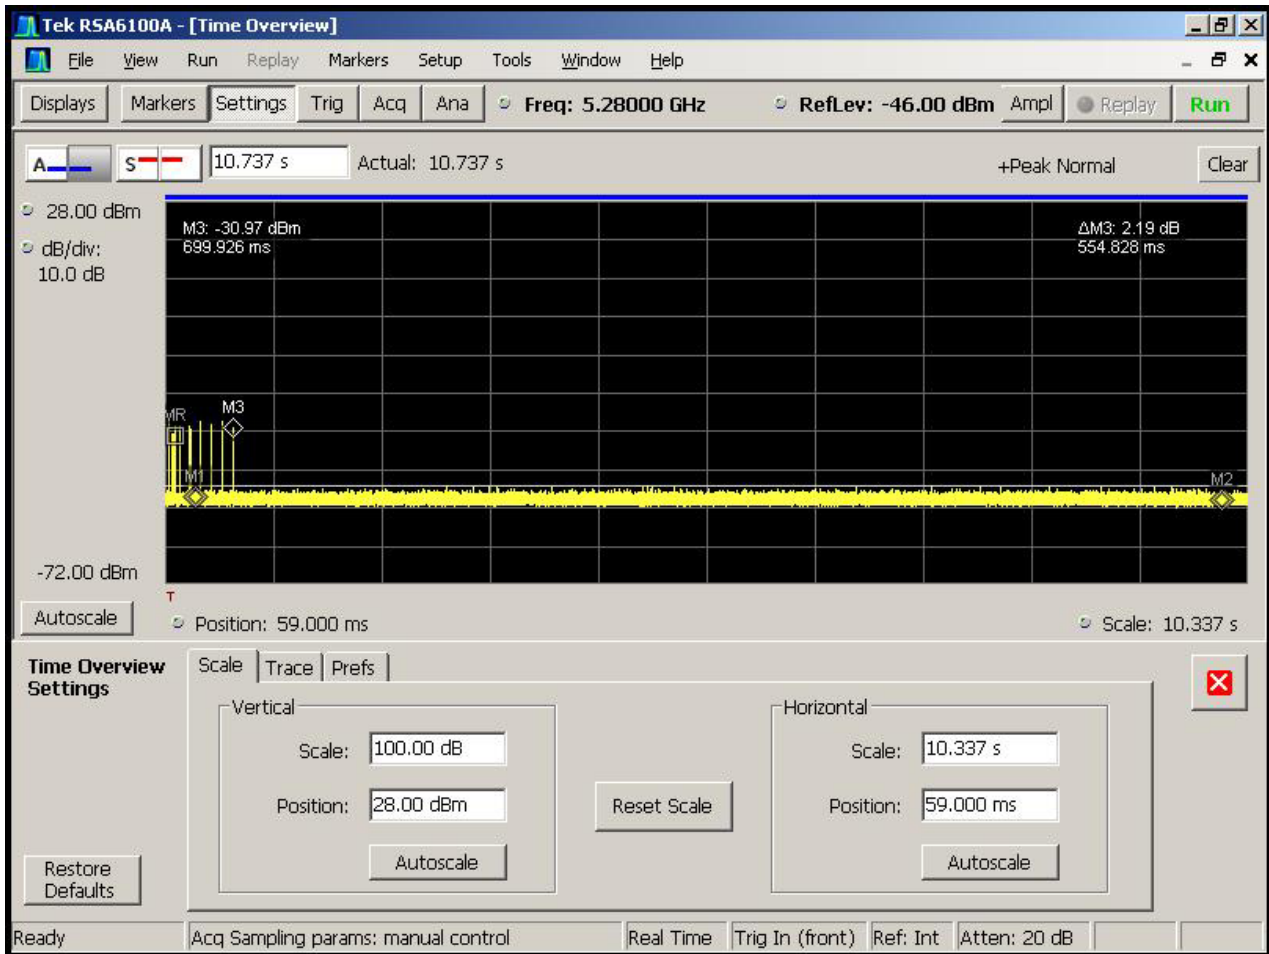 Tek RSA6100A - [Time Overview]
File View Run Replay Markers Setup Tools Window Help
Displays Markers Settings Trig Acq Ana Freq: 5.28000 GHz RefLev: -46.00 dBm Ampl Replay Run
A S 10.737 s Actual: 10.737 s +Peak Normal Clear
28.00 dBm
dB/div:
10.0 dB
M3: -30.97 dBm
699.926 ms
ΔM3: 2.19 dB
554.828 ms
MR M3
M1 M2
-72.00 dBm
T
Autoscale Position: 59.000 ms Scale: 10.337 s
Time Overview
Settings
Scale Trace Prefs
Vertical
Scale: 100.00 dB
Position: 28.00 dBm
Autoscale
Reset Scale
Horizontal
Scale: 10.337 s
Position: 59.000 ms
Autoscale
Restore
Defaults
Ready Acq Sampling params: manual control Real Time Trig In (front) Ref: Int Atten: 20 dB